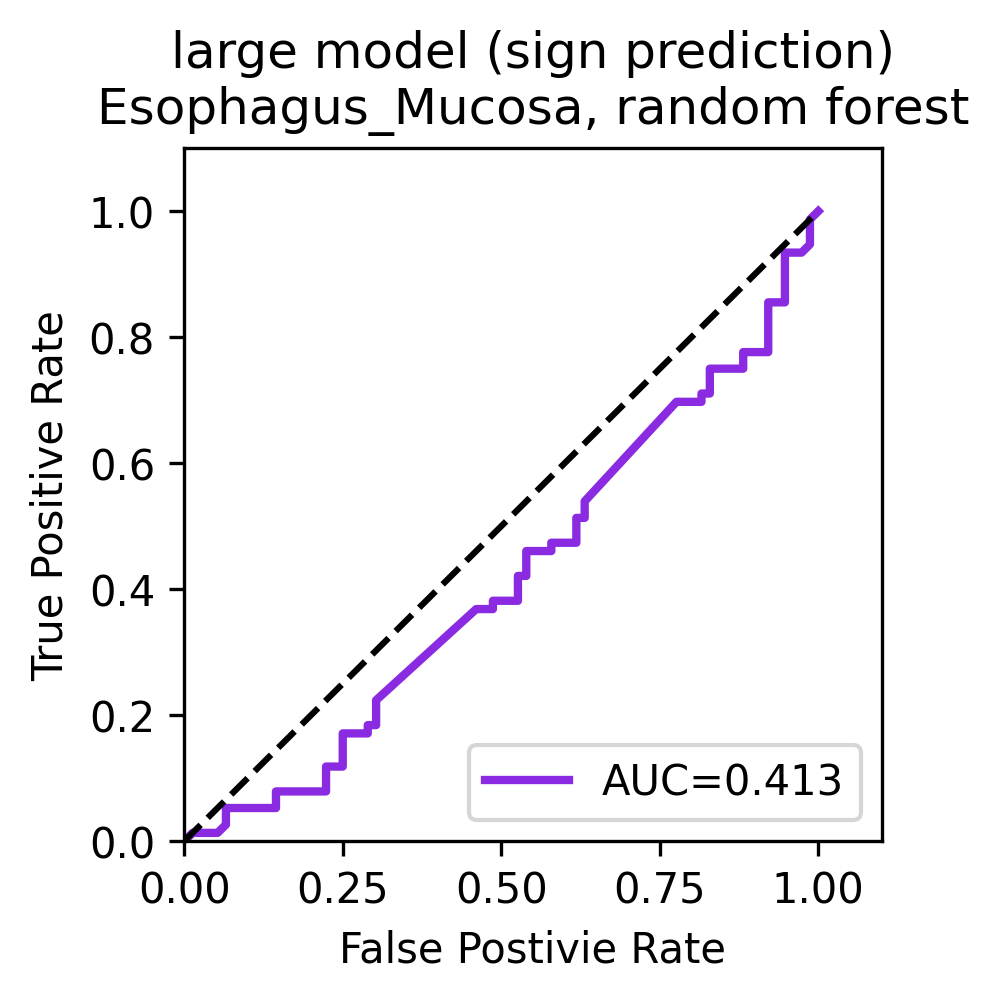 large model (sign prediction)
Esophagus_Mucosa, random forest
True Positive Rate
1.0
0.8
0.6
0.4
0.2
0.0
AUC=0.413
0.00 0.25 0.50 0.75 1.00
False Postivie Rate